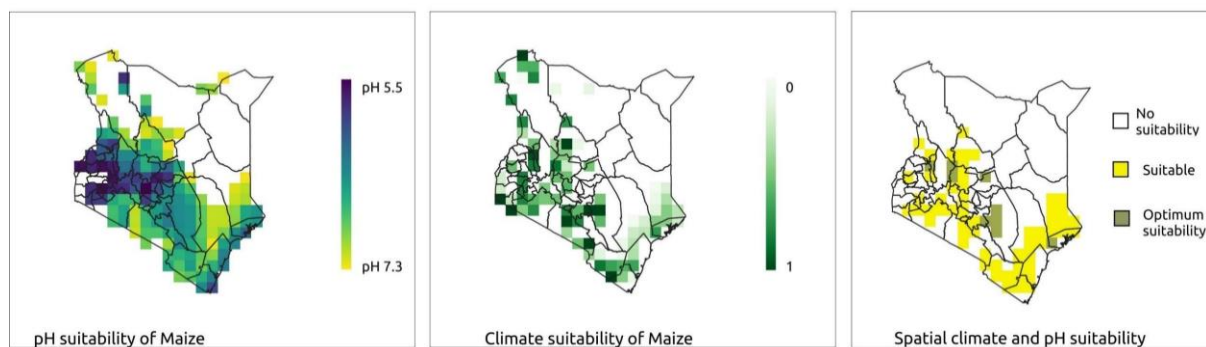 pH 5.5
pH 7.3
pH suitability of Maize
0
1
Climate suitability of Maize
No
suitability
Suitable
Optimum
suitability
Spatial climate and pH suitability